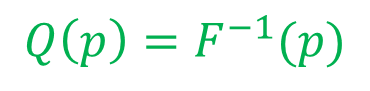 Q(p) = F⁻¹(p)